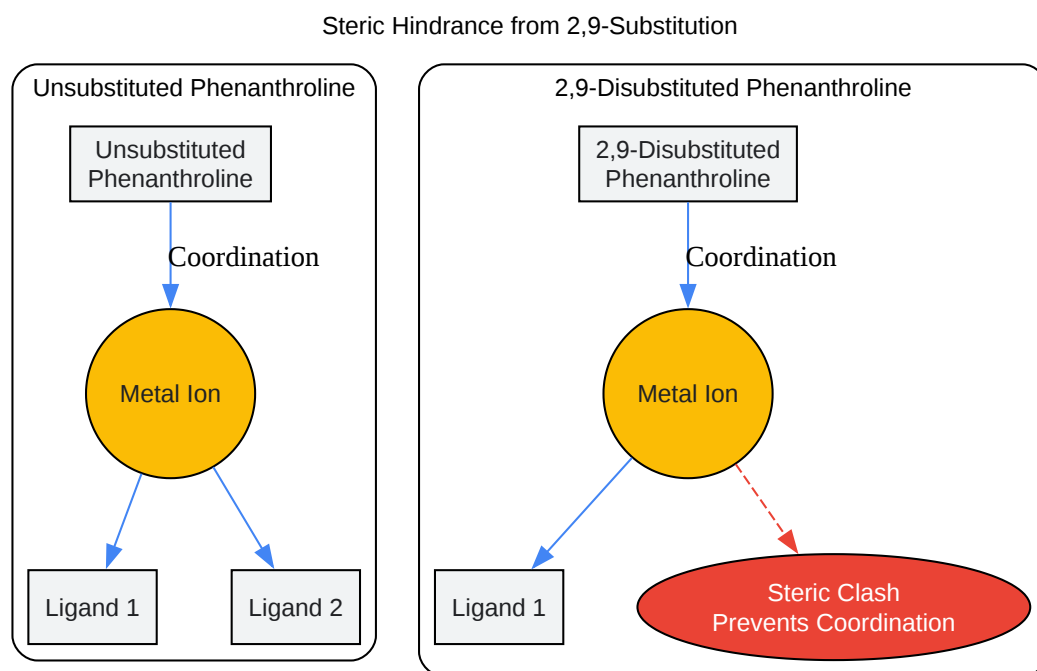 Steric Hindrance from 2,9-Substitution
Unsubstituted Phenanthroline
Unsubstituted
Phenanthroline
Coordination
Metal Ion
Ligand 1
Ligand 2
2,9-Disubstituted Phenanthroline
2,9-Disubstituted
Phenanthroline
Coordination
Metal Ion
Ligand 1
Steric Clash
Prevents Coordination